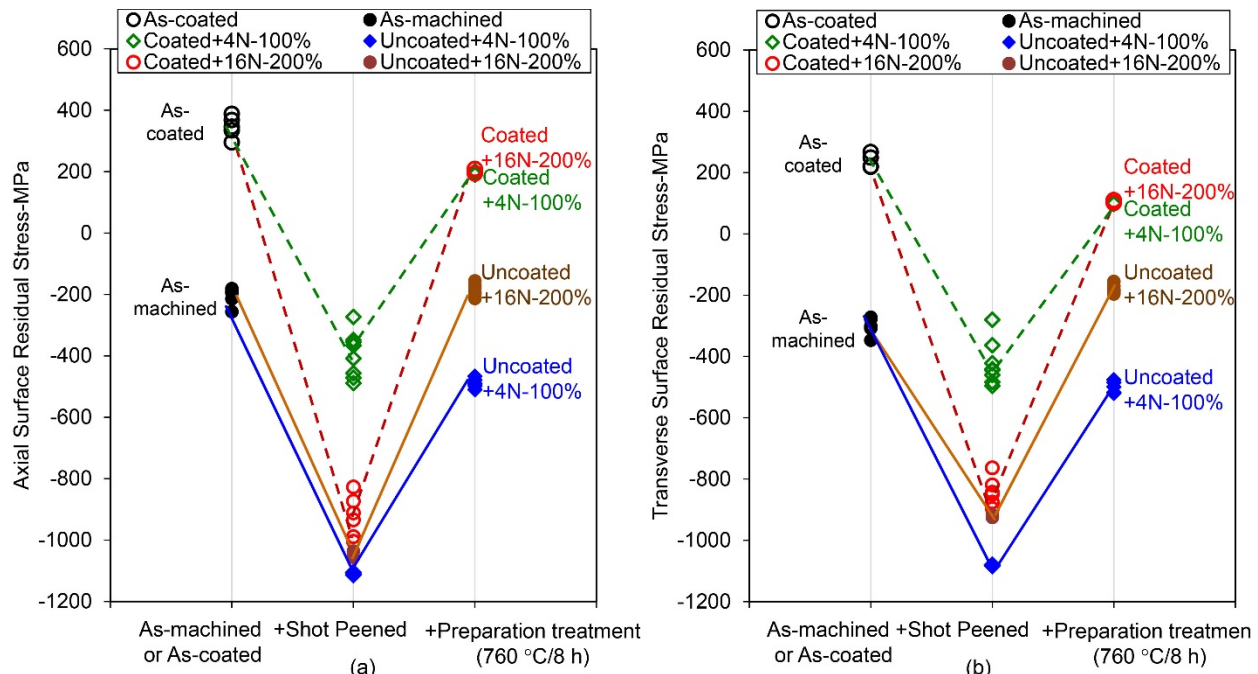 As-coated
As-machined
Coated+4N-100%
Uncoated+4N-100%
Coated+16N-200%
Uncoated+16N-200%
Axial Surface Residual Stress-MPa
600
400
200
0
-200
-400
-600
-800
-1000
-1200
As-
coated
As-
machined
Coated
+16N-200%
Coated
+4N-100%
Uncoated
+16N-200%
Uncoated
+4N-100%
As-machined
or As-coated
+Shot Peened
+Preparation treatment
(760 °C/8 h)
(a)
As-coated
As-machined
Coated+4N-100%
Uncoated+4N-100%
Coated+16N-200%
Uncoated+16N-200%
Transverse Surface Residual Stress-MPa
600
400
200
0
-200
-400
-600
-800
-1000
-1200
As-
coated
As-
machined
Coated
+16N-200%
Coated
+4N-100%
Uncoated
+16N-200%
Uncoated
+4N-100%
As-machined
or As-coated
+Shot Peened
+Preparation treatmen
(760 °C/8 h)
(b)